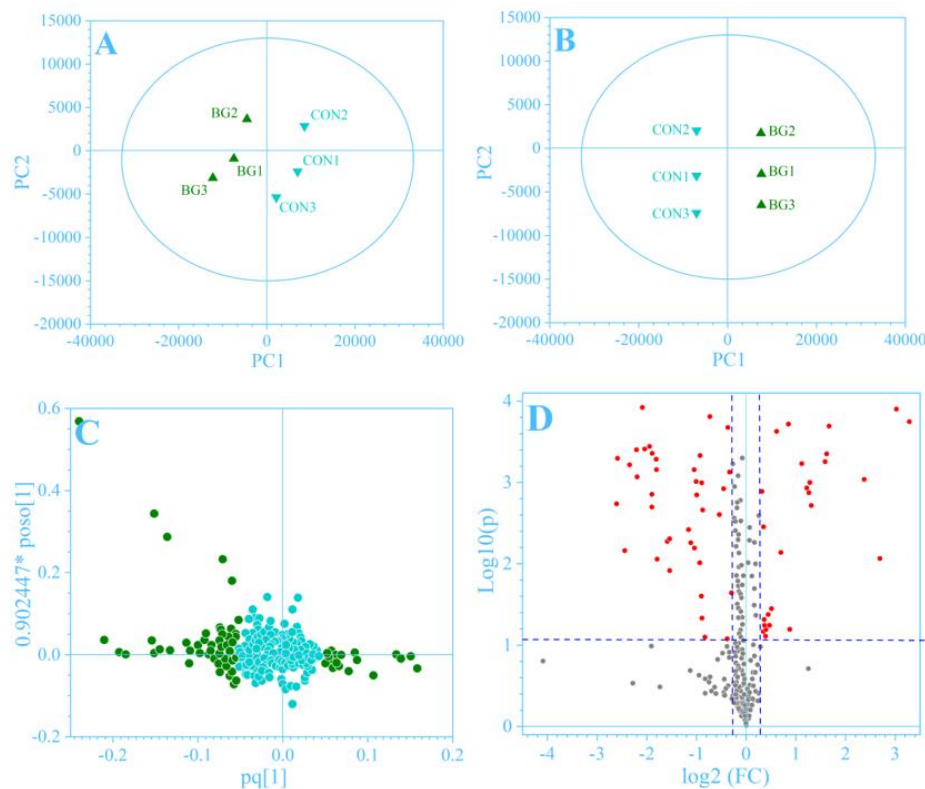 A
15000
10000
5000
0
-5000
-10000
-15000
-20000
PC2
BG2
CON2
BG1
CON1
BG3
CON3
-40000 -20000 0 20000 40000
PC1
B
15000
10000
5000
0
-5000
-10000
-15000
-20000
PC2
CON2
BG2
CON1
BG1
CON3
BG3
-40000 -20000 0 20000 40000
PC1
C
0.6
0.4
0.2
0.0
-0.2
0.902447* poso[1]
-0.2 -0.1 0.0 0.1 0.2
pq[1]
D
4
3
2
1
0
Log10(p)
-4 -3 -2 -1 0 1 2 3
log2 (FC)